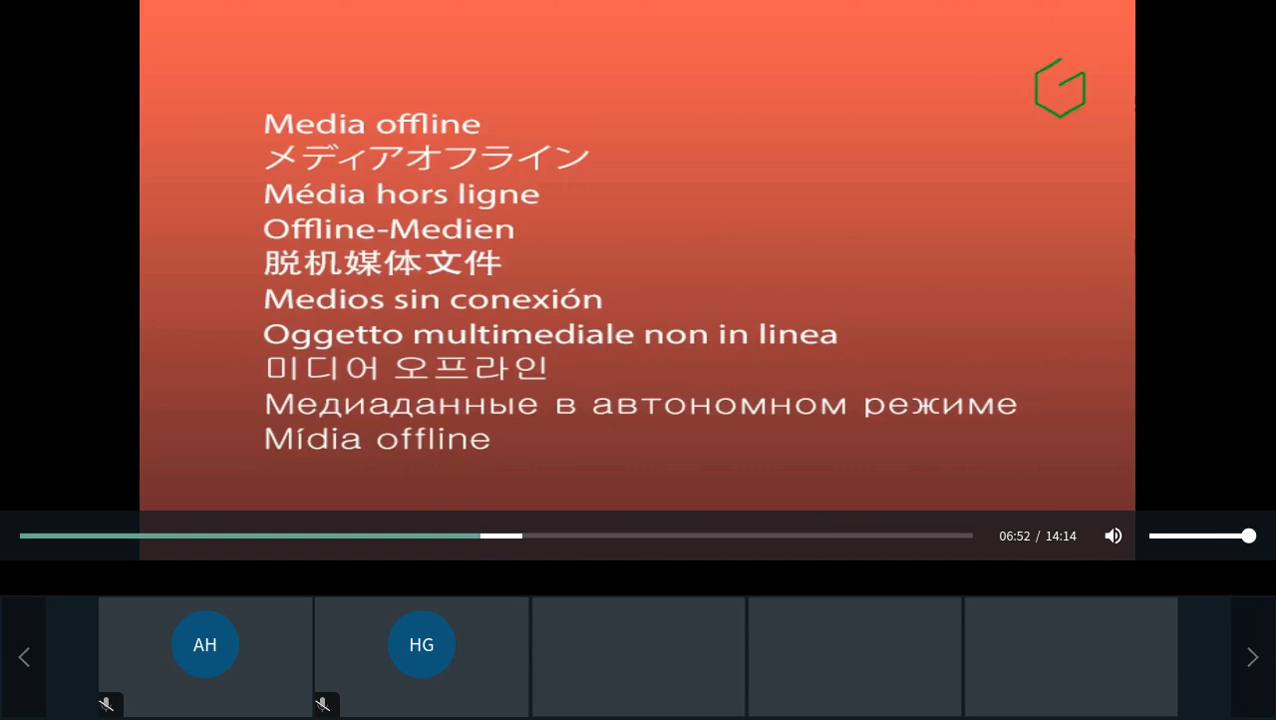 Media offline
メディアオフライン
Média hors ligne
Offline-Medien
脱机媒体文件
Medios sin conexión
Oggetto multimediale non in linea
미디어 오프라인
Медиаданные в автономном режиме
Mídia offline
06:52 / 14:14
AH
HG